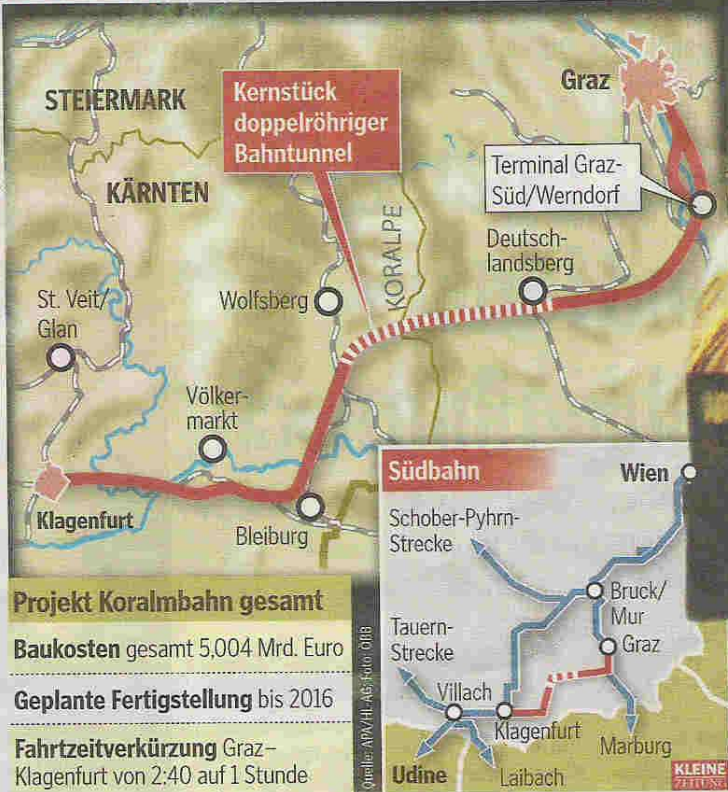 STEIERMARK
Kernstück
doppelröhriger
Bahntunnel
Graz
KÄRNTEN
Terminal Graz-
Süd/Werndorf
KORALPE
Deutsch-
landsberg
St. Veit/
Glan
Wolfsberg
Völker-
markt
Klagenfurt
Bleiburg
Südbahn
Wien
Schober-Pyhrn-
Strecke
Bruck/
Mur
Tauern-
Strecke
Graz
Villach
Klagenfurt
Marburg
Udine
Laibach
Projekt Koralmbahn gesamt
Baukosten gesamt 5,004 Mrd. Euro
Geplante Fertigstellung bis 2016
Fahrtzeitverkürzung Graz–
Klagenfurt von 2:40 auf 1 Stunde
Quelle: APA/HL-AG; Foto: ÖBB
KLEINE
ZEITUNG